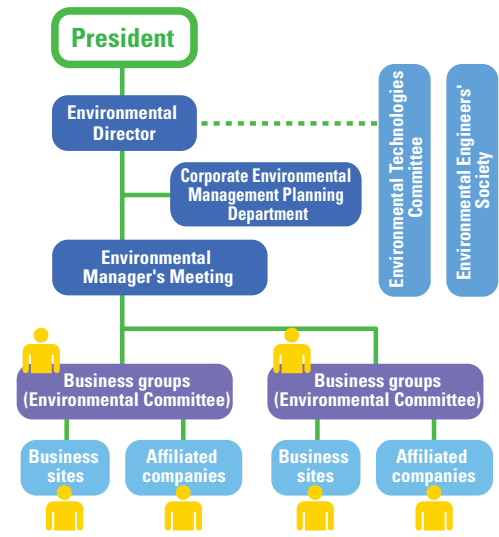 President
Environmental
Director
Environmental Technologies
Committee
Environmental Engineers'
Society
Corporate Environmental
Management Planning
Department
Environmental
Manager's Meeting
Business groups
(Environmental Committee)
Business groups
(Environmental Committee)
Business
sites
Affiliated
companies
Business
sites
Affiliated
companies